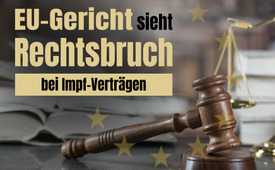 EU-Gericht sieht
Rechtsbruch
bei Impf-Verträgen